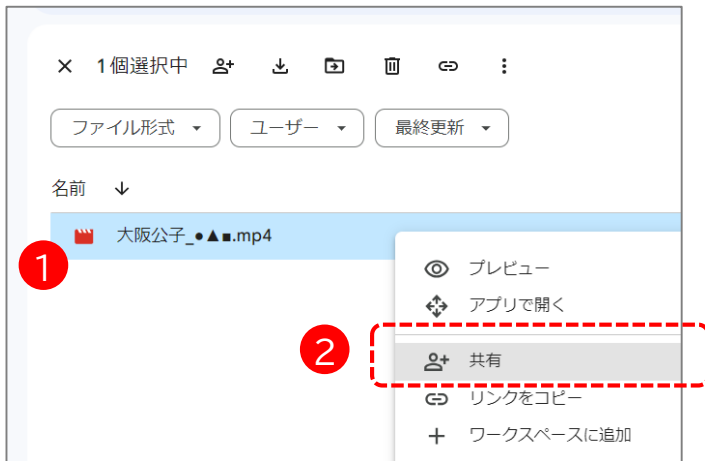 1個選択中
ファイル形式 ユーザー 最終更新
名前
大阪公子_●▲■.mp4
1
プレビュー
アプリで開く
2
共有
リンクをコピー
ワークスペースに追加